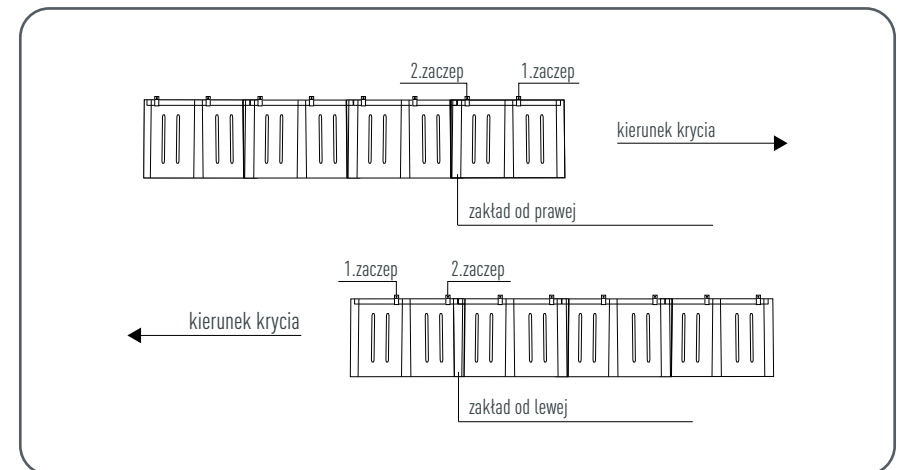 2.zaczep
1.zaczep
kierunek krycia
zakład od prawej
1.zaczep
2.zaczep
kierunek krycia
zakład od lewej